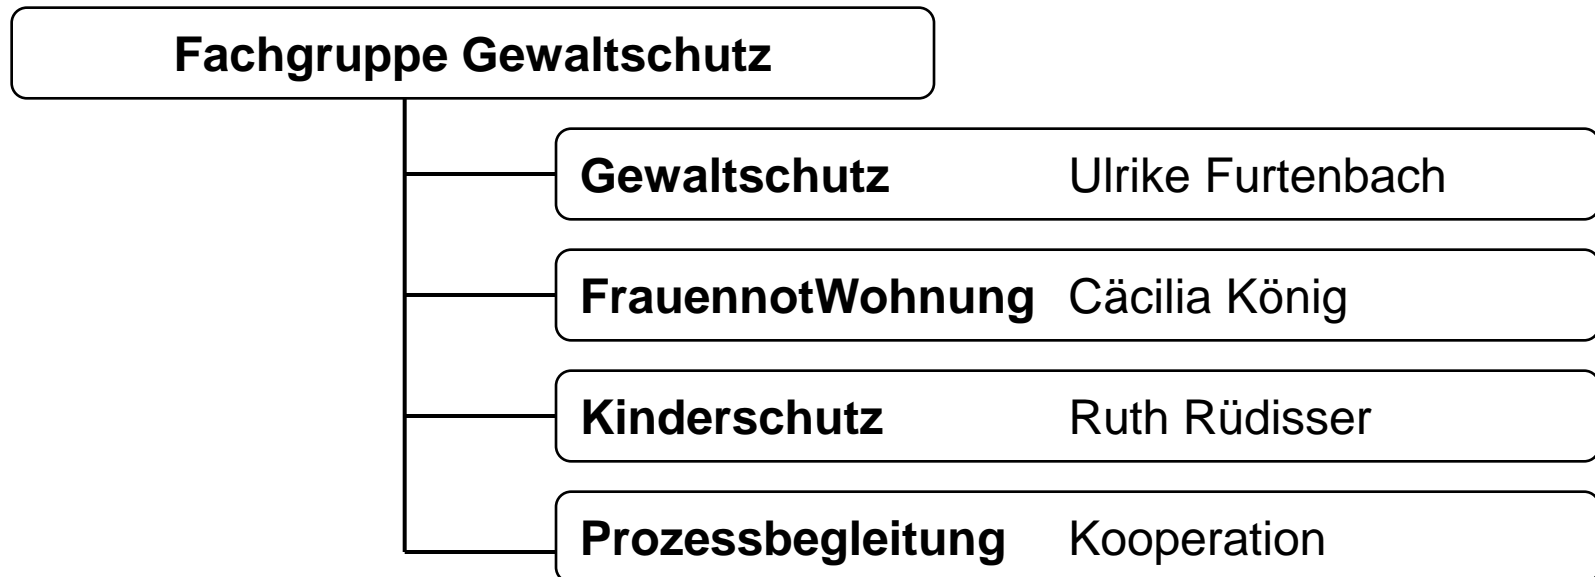 Fachgruppe Gewaltschutz
Gewaltschutz Ulrike Furtenbach
FrauennotWohnung Cäcilia König
Kinderschutz Ruth Rüdisser
Prozessbegleitung Kooperation